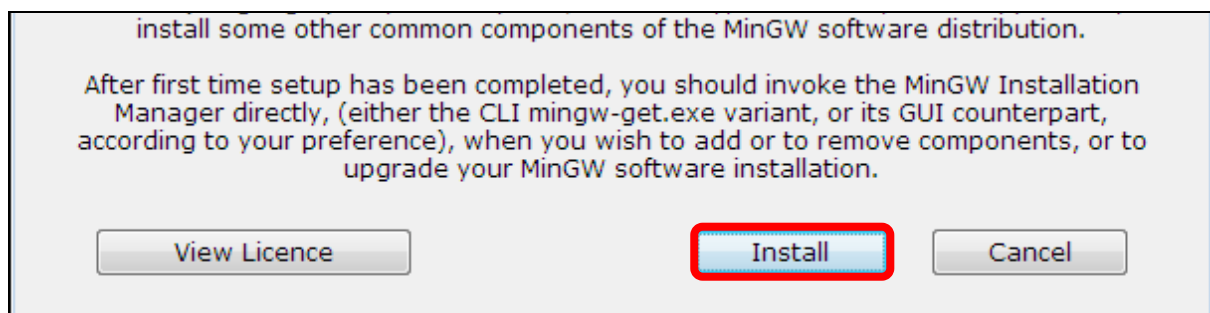 install some other common components of the MinGW software distribution.
After first time setup has been completed, you should invoke the MinGW Installation
Manager directly, (either the CLI mingw-get.exe variant, or its GUI counterpart,
according to your preference), when you wish to add or to remove components, or to
upgrade your MinGW software installation.
View Licence Install Cancel